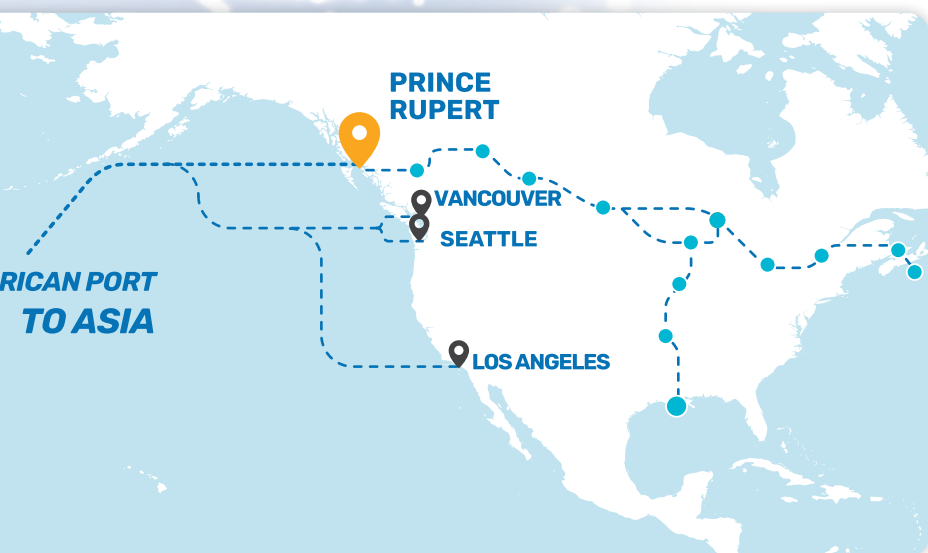 PRINCE
RUPERT
VANCOUVER
SEATTLE
RICAN PORT
TO ASIA
LOS ANGELES